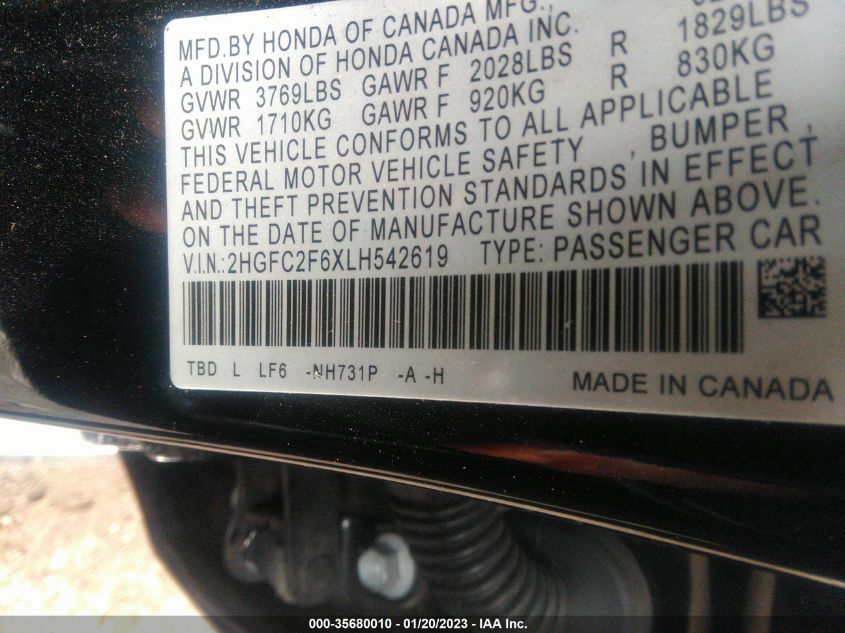 MFD.BY HONDA OF CANADA MFG.,
A DIVISION OF HONDA CANADA INC.
GVWR 3769LBS GAWR F 2028LBS R 1829LBS
GVWR 1710KG GAWR F 920KG R 830KG
THIS VEHICLE CONFORMS TO ALL APPLICABLE
FEDERAL MOTOR VEHICLE SAFETY , BUMPER ,
AND THEFT PREVENTION STANDARDS IN EFFECT
ON THE DATE OF MANUFACTURE SHOWN ABOVE.
V.I.N.:2HGFC2F6XLH542619 TYPE: PASSENGER CAR
TBD L LF6 -NH731P -A -H MADE IN CANADA
000-35680010 / 01/20/2023 - IAA Inc.